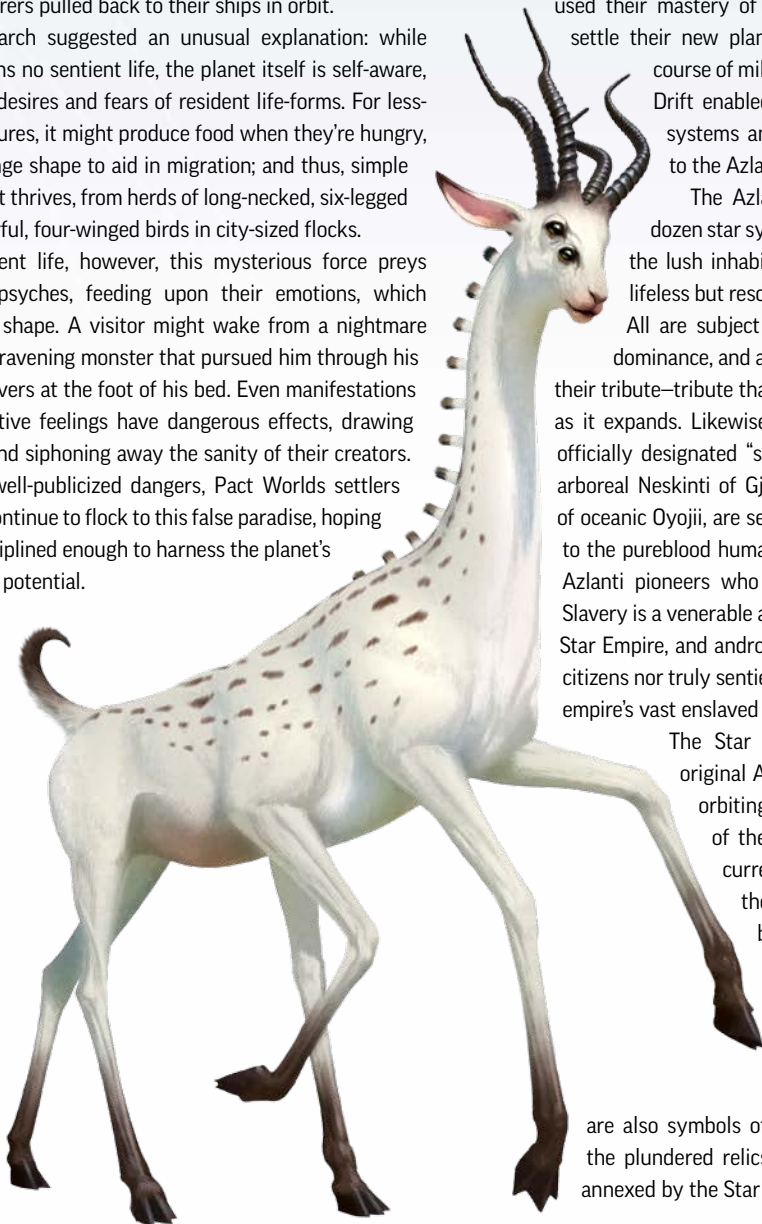 rers pulled back to their ships in orbit.
arch suggested an unusual explanation: while
ns no sentient life, the planet itself is self-aware,
desires and fears of resident life-forms. For less-
ures, it might produce food when they're hungry,
nge shape to aid in migration; and thus, simple
t thrives, from herds of long-necked, six-legged
ful, four-winged birds in city-sized flocks.
ent life, however, this mysterious force preys
psyches, feeding upon their emotions, which
shape. A visitor might wake from a nightmare
ravening monster that pursued him through his
vers at the foot of his bed. Even manifestations
tive feelings have dangerous effects, drawing
nd siphoning away the sanity of their creators.
well-publicized dangers, Pact Worlds settlers
ontinue to flock to this false paradise, hoping
iplined enough to harness the planet's
potential.
used their mastery of
settle their new plan
course of mil
Drift enabled
systems an
to the Azla
The Azla
dozen star sy
the lush inhabi
lifeless but reso
All are subject
dominance, and a
their tribute—tribute tha
as it expands. Likewise
officially designated “s
arboreal Neskinti of Gj
of oceanic Oyojii, are se
to the pureblood huma
Azlanti pioneers who
Slavery is a venerable a
Star Empire, and andro
citizens nor truly sentie
empire's vast enslaved
The Star
original A
orbiting
of the
curre
the
b
are also symbols of
the plundered relics
annexed by the Star